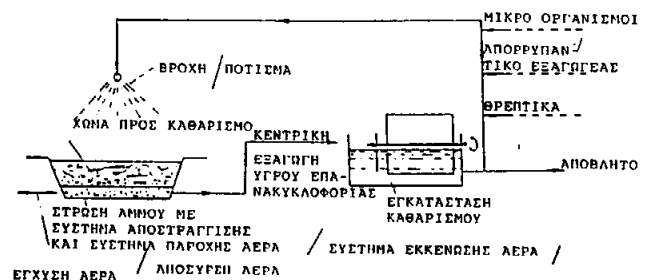 ΜΙΚΡΟ ΟΡΓΑΝΙΣΜΟΙ
ΑΠΟΡΡΥΠΑΝ-/
ΤΙΚΟ ΕΞΑΓΩΓΕΑΣ
ΒΡΟΧΗ/ΠΟΤΙΣΜΑ
ΘΡΕΠΤΙΚΑ
ΧΩΜΑ ΠΡΟΣ ΚΑΘΑΡΙΣΜΟ
ΚΕΝΤΡΙΚΗ
ΕΞΑΓΩΓΗ
ΥΓΡΟΥ ΕΠΑ-
ΝΑΚΥΚΛΟΦΟΡΙΑΣ
ΑΠΟΒΛΗΤΟ
ΕΓΚΑΤΑΣΤΑΣΗ
ΚΑΘΑΡΙΣΜΟΥ
ΣΤΡΩΣΗ ΑΜΜΟΥ ΜΕ
ΣΥΣΤΗΜΑ ΑΠΟΣΤΡΑΓΓΙΣΗΣ
ΚΑΙ ΣΥΣΤΗΜΑ ΠΑΡΟΧΗΣ ΑΕΡΑ / ΣΥΣΤΗΜΑ ΕΚΚΕΝΩΣΗΣ ΑΕΡΑ /
ΕΓΧΥΣΗ ΑΕΡΑ / ΑΠΟΣΥΡΣΗ ΑΕΡΑ